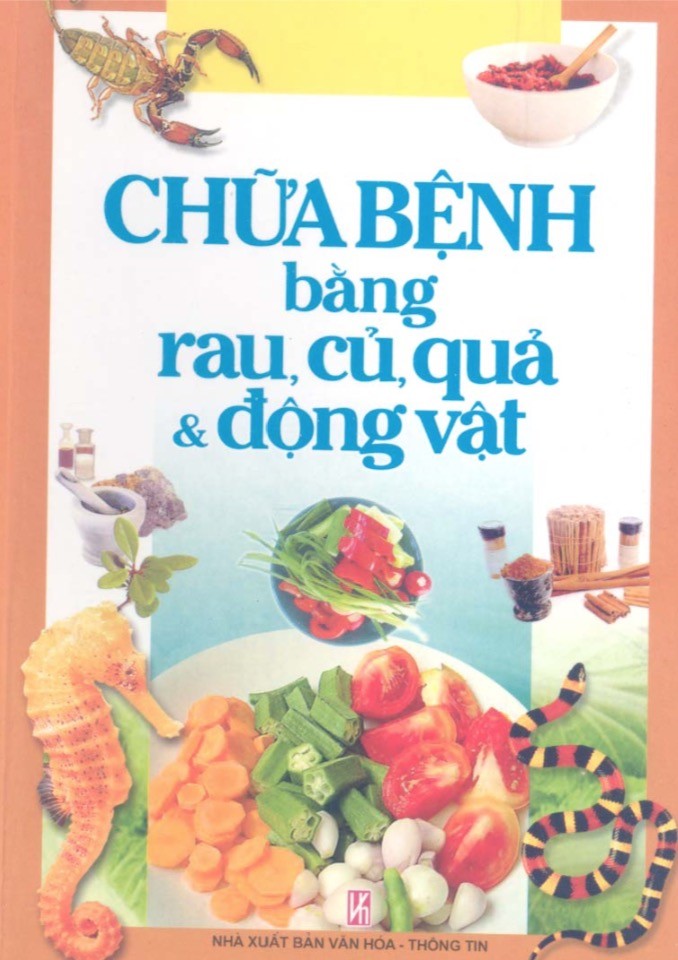 CHỮA BỆNH
bằng
rau, củ, quả
& động vật
NHÀ XUẤT BẢN VĂN HÓA - THÔNG TIN